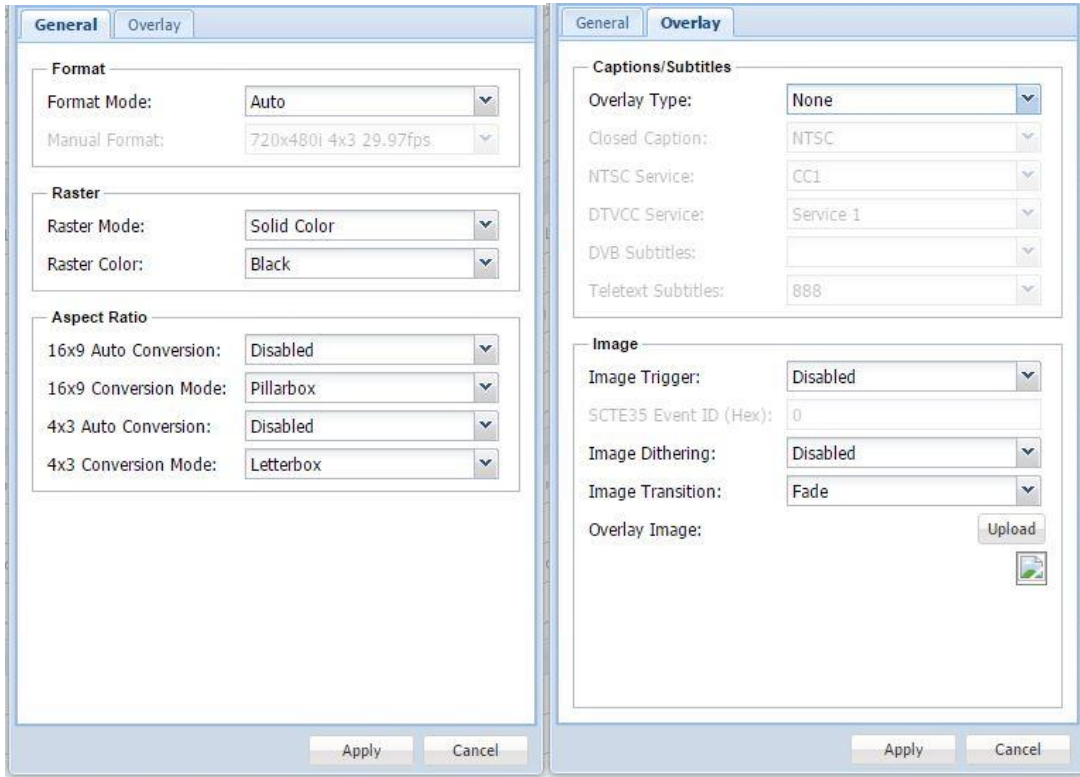 General Overlay
Format
Format Mode: Auto
Manual Format: 720x480i 4x3 29.97fps
Raster
Raster Mode: Solid Color
Raster Color: Black
Aspect Ratio
16x9 Auto Conversion: Disabled
16x9 Conversion Mode: Pillarbox
4x3 Auto Conversion: Disabled
4x3 Conversion Mode: Letterbox
Apply Cancel
General Overlay
Captions/Subtitles
Overlay Type: None
Closed Caption: NTSC
NTSC Service: CC1
DTVCC Service: Service 1
DVB Subtitles:
Teletext Subtitles: 888
Image
Image Trigger: Disabled
SCTE35 Event ID (Hex): 0
Image Dithering: Disabled
Image Transition: Fade
Overlay Image: Upload
Apply Cancel